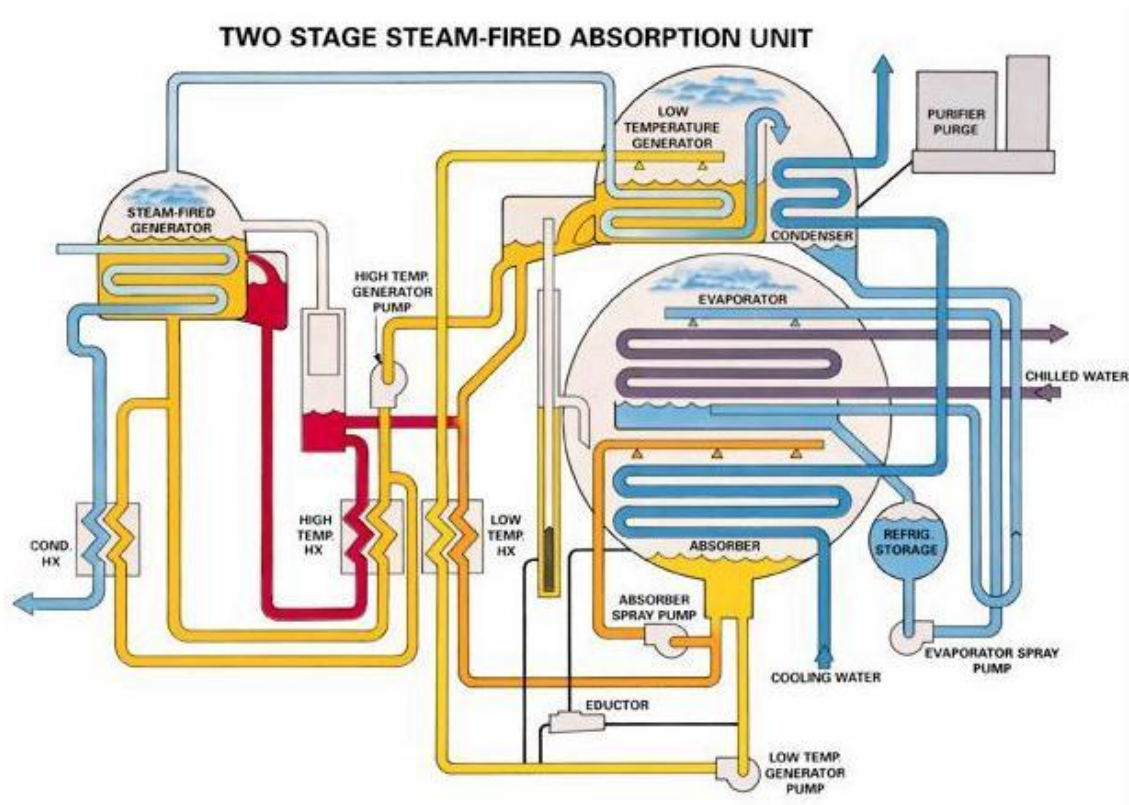 TWO STAGE STEAM-FIRED ABSORPTION UNIT
LOW
TEMPERATURE
GENERATOR
PURIFIER
PURGE
STEAM-FIRED
GENERATOR
CONDENSER
HIGH TEMP.
GENERATOR
PUMP
EVAPORATOR
CHILLED WATER
COND.
HX
HIGH
TEMP.
HX
LOW
TEMP.
HX
ABSORBER
REFRIG.
STORAGE
ABSORBER
SPRAY PUMP
EVAPORATOR SPRAY
PUMP
COOLING WATER
EDUCTOR
LOW TEMP.
GENERATOR
PUMP